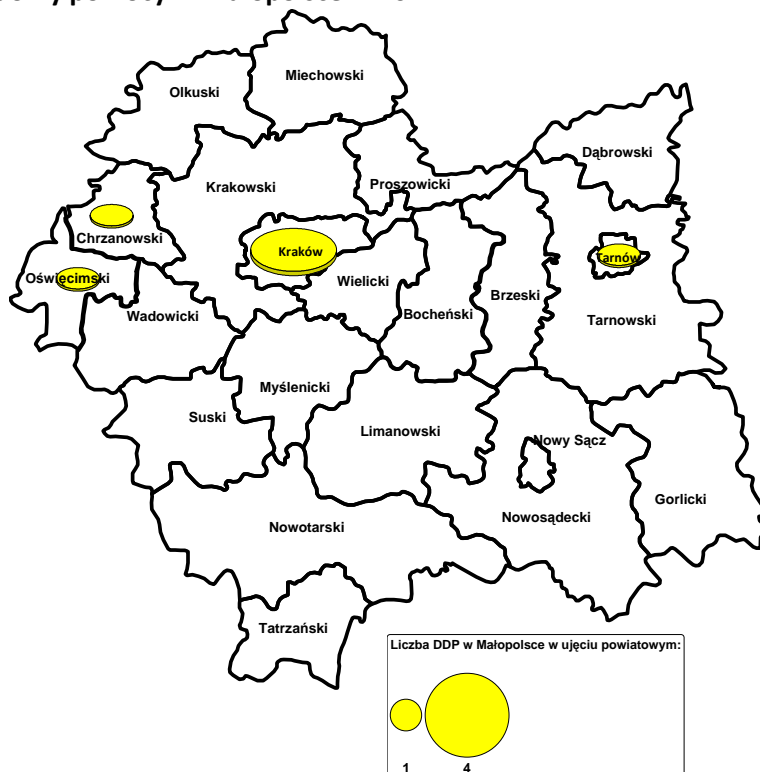 Miechowski
Olkuski
Dąbrowski
Krakowski
Proszowicki
Chrzanowski
Kraków
Tarnów
Oświęcimski
Wielicki
Brzeski
Wadowicki
Bocheński
Tarnowski
Myślenicki
Suski
Limanowski
Nowy Sącz
Gorlicki
Nowosądecki
Nowotarski
Tatrzański
Liczba DDP w Małopolsce w ujęciu powiatowym:
1 4